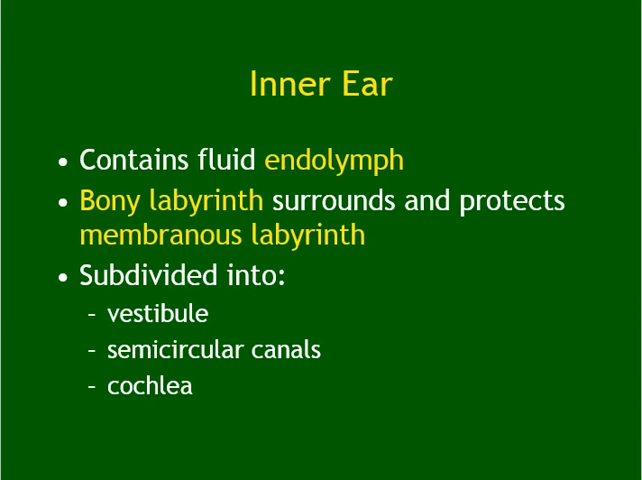 Inner Ear
• Contains fluid endolymph
• Bony labyrinth surrounds and protects
membranous labyrinth
• Subdivided into:
– vestibule
– semicircular canals
– cochlea